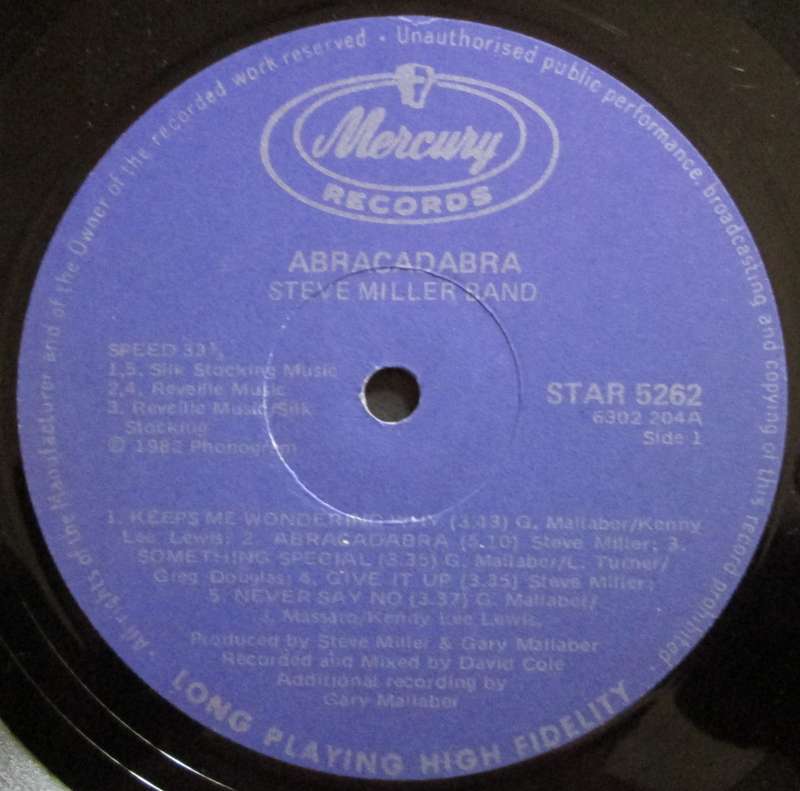 All rights of the Manufacturer and of the Owner of the recorded work reserved · Unauthorised public performance, broadcasting and copying of this record prohibited ·
Mercury
RECORDS
ABRACADABRA
STEVE MILLER BAND
SPEED 33⅓
1,5. Silk Stocking Music
2,4. Reveille Music
3. Reveille Music/Silk
Stocking
℗ 1982 Phonogram
STAR 5262
6302 204A
Side 1
1. KEEPS ME WONDERING WHY (3.43) G. Mallaber/Kenny
Lee Lewis; 2. ABRACADABRA (5.10) Steve Miller; 3.
SOMETHING SPECIAL (3.35) G. Mallaber/L. Turner/
Greg Douglas; 4. GIVE IT UP (3.35) Steve Miller;
5. NEVER SAY NO (3.37) G. Mallaber/
J. Massaro/Kenny Lee Lewis.
Produced by Steve Miller & Gary Mallaber
Recorded and Mixed by David Cole
Additional recording by
Gary Mallaber
LONG PLAYING HIGH FIDELITY